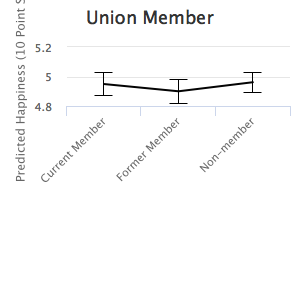 Union Member
Predicted Happiness (10 Point
5.2
5
4.8
Current Member
Former Member
Non-member